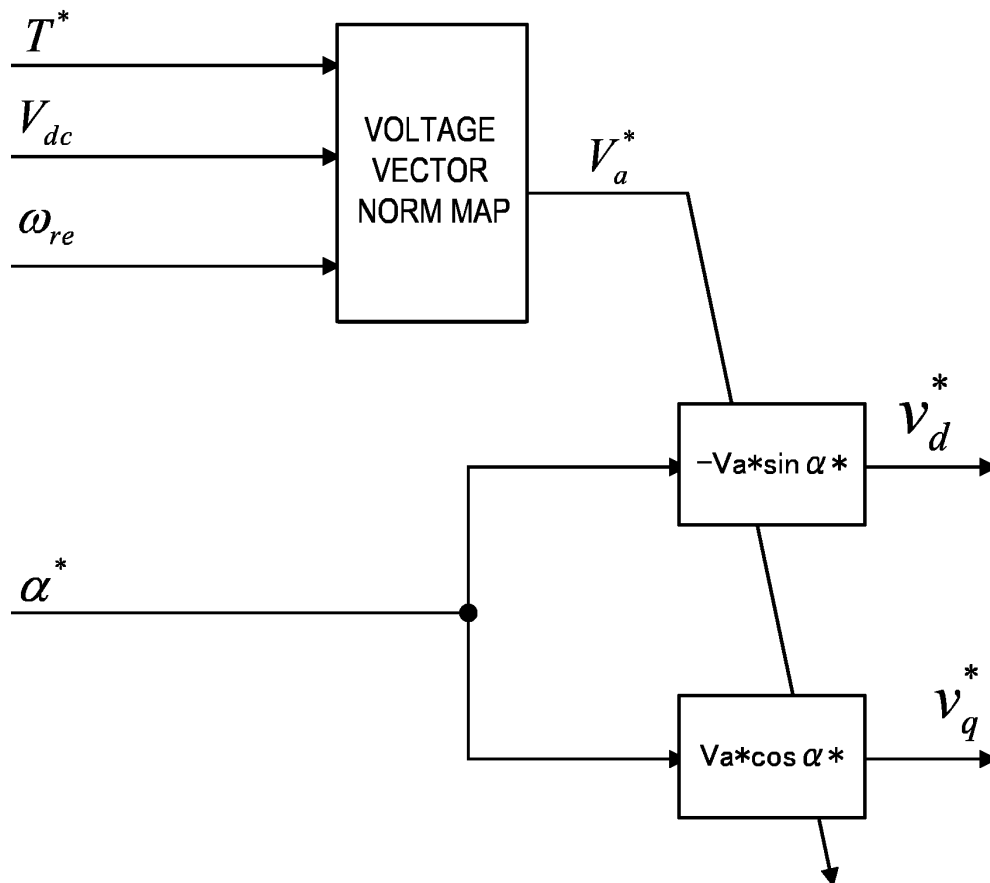 T*
V_dc
ω_re
VOLTAGE
VECTOR
NORM MAP
V_a*
−Va*sin α*
v_d*
α*
Va*cos α*
v_q*